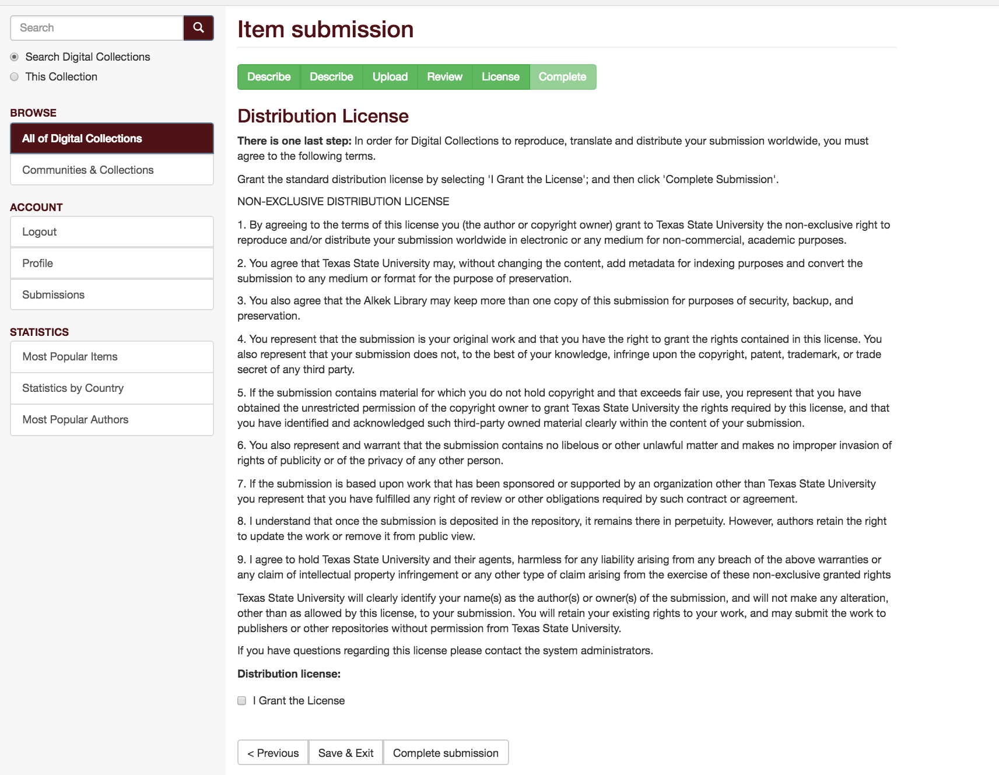 Search
Search Digital Collections
This Collection
BROWSE
All of Digital Collections
Communities & Collections
ACCOUNT
Logout
Profile
Submissions
STATISTICS
Most Popular Items
Statistics by Country
Most Popular Authors
Item submission
Describe Describe Upload Review License Complete
Distribution License
There is one last step: In order for Digital Collections to reproduce, translate and distribute your submission worldwide, you must
agree to the following terms.
Grant the standard distribution license by selecting 'I Grant the License'; and then click 'Complete Submission'.
NON-EXCLUSIVE DISTRIBUTION LICENSE
1. By agreeing to the terms of this license you (the author or copyright owner) grant to Texas State University the non-exclusive right to
reproduce and/or distribute your submission worldwide in electronic or any medium for non-commercial, academic purposes.
2. You agree that Texas State University may, without changing the content, add metadata for indexing purposes and convert the
submission to any medium or format for the purpose of preservation.
3. You also agree that the Alkek Library may keep more than one copy of this submission for purposes of security, backup, and
preservation.
4. You represent that the submission is your original work and that you have the right to grant the rights contained in this license. You
also represent that your submission does not, to the best of your knowledge, infringe upon the copyright, patent, trademark, or trade
secret of any third party.
5. If the submission contains material for which you do not hold copyright and that exceeds fair use, you represent that you have
obtained the unrestricted permission of the copyright owner to grant Texas State University the rights required by this license, and that
you have identified and acknowledged such third-party owned material clearly within the content of your submission.
6. You also represent and warrant that the submission contains no libelous or other unlawful matter and makes no improper invasion of
rights of publicity or of the privacy of any other person.
7. If the submission is based upon work that has been sponsored or supported by an organization other than Texas State University
you represent that you have fulfilled any right of review or other obligations required by such contract or agreement.
8. I understand that once the submission is deposited in the repository, it remains there in perpetuity. However, authors retain the right
to update the work or remove it from public view.
9. I agree to hold Texas State University and their agents, harmless for any liability arising from any breach of the above warranties or
any claim of intellectual property infringement or any other type of claim arising from the exercise of these non-exclusive granted rights
Texas State University will clearly identify your name(s) as the author(s) or owner(s) of the submission, and will not make any alteration,
other than as allowed by this license, to your submission. You will retain your existing rights to your work, and may submit the work to
publishers or other repositories without permission from Texas State University.
If you have questions regarding this license please contact the system administrators.
Distribution license:
I Grant the License
< Previous Save & Exit Complete submission